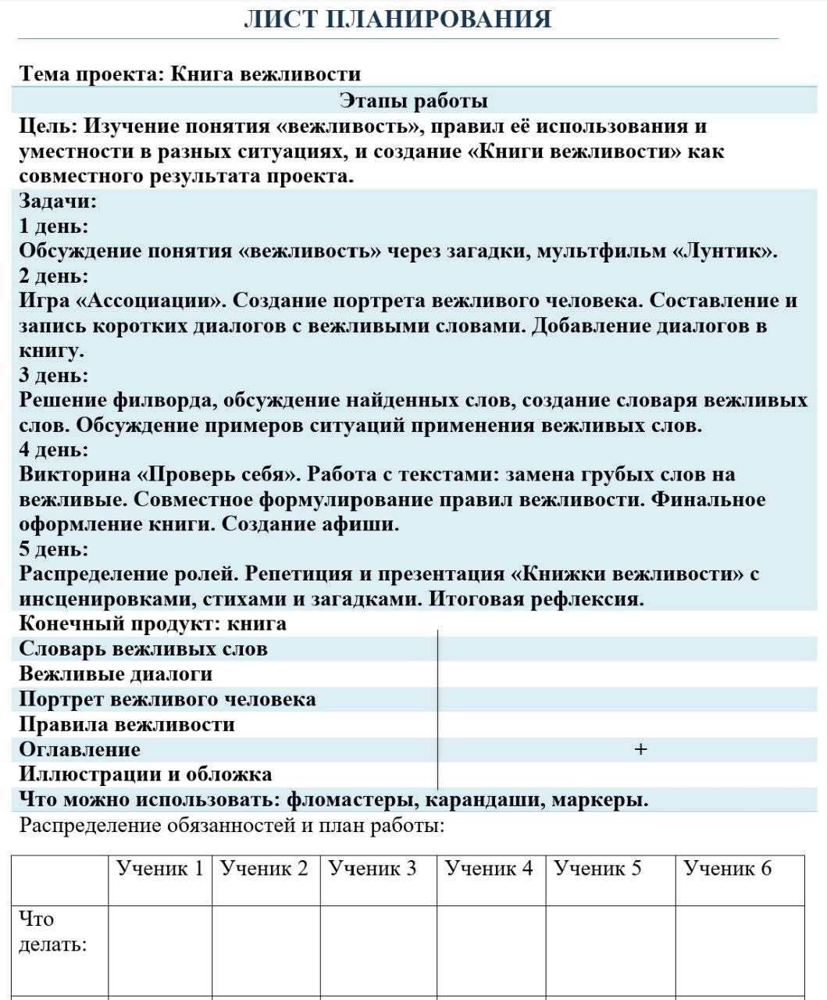 ЛИСТ ПЛАНИРОВАНИЯ
Тема проекта: Книга вежливости
Этапы работы
Цель: Изучение понятия «вежливость», правил её использования и
уместности в разных ситуациях, и создание «Книги вежливости» как
совместного результата проекта.
Задачи:
1 день:
Обсуждение понятия «вежливость» через загадки, мультфильм «Лунтик».
2 день:
Игра «Ассоциации». Создание портрета вежливого человека. Составление и
запись коротких диалогов с вежливыми словами. Добавление диалогов в
книгу.
3 день:
Решение филворда, обсуждение найденных слов, создание словаря вежливых
слов. Обсуждение примеров ситуаций применения вежливых слов.
4 день:
Викторина «Проверь себя». Работа с текстами: замена грубых слов на
вежливые. Совместное формулирование правил вежливости. Финальное
оформление книги. Создание афиши.
5 день:
Распределение ролей. Репетиция и презентация «Книжки вежливости» с
инсценировками, стихами и загадками. Итоговая рефлексия.
Конечный продукт: книга
Словарь вежливых слов
Вежливые диалоги
Портрет вежливого человека
Правила вежливости
Оглавление +
Иллюстрации и обложка
Что можно использовать: фломастеры, карандаши, маркеры.
Распределение обязанностей и план работы:
Ученик 1 Ученик 2 Ученик 3 Ученик 4 Ученик 5 Ученик 6
Что
делать: